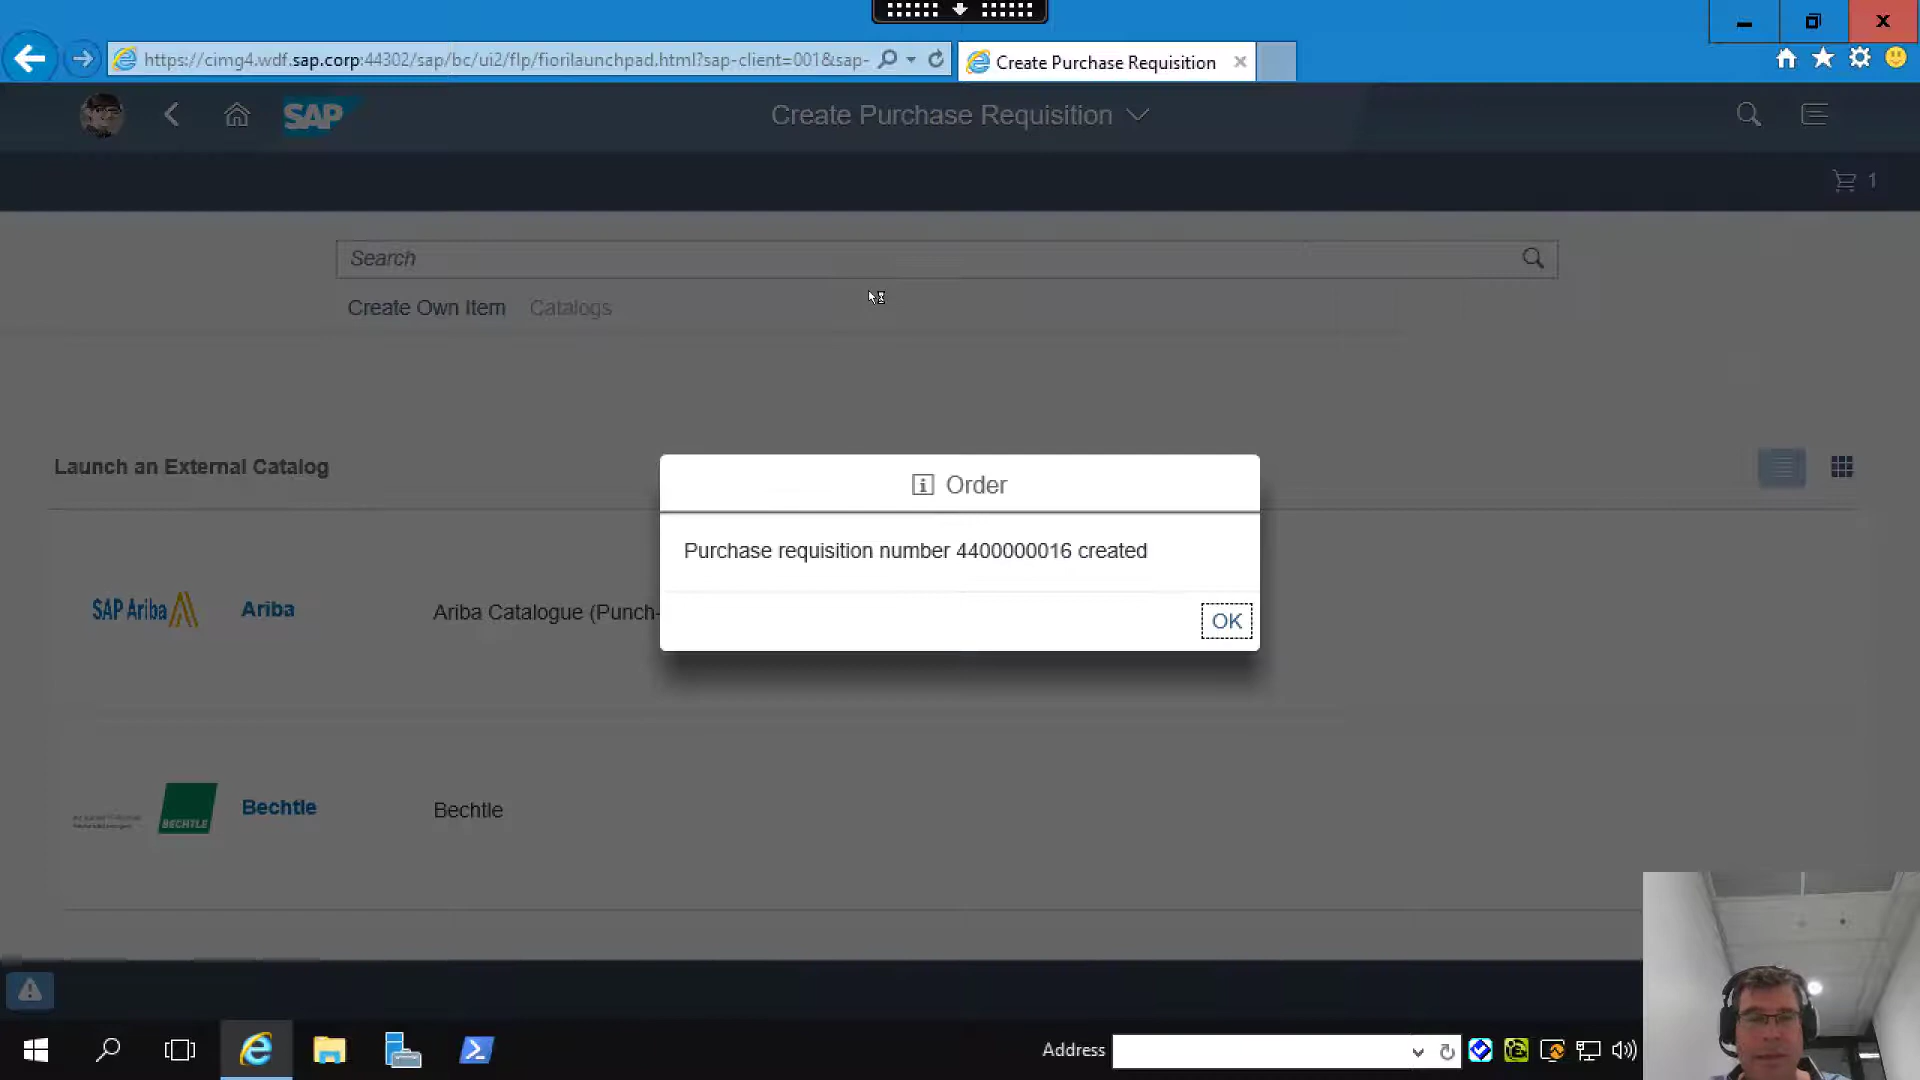 https://cimg4.wdf.sap.corp:44302/sap/bc/ui2/flp/fiorilaunchpad.html?sap-client=001&sap-
Create Purchase Requisition
SAP
Create Purchase Requisition
1
Search
Create Own Item
Catalogs
Launch an External Catalog
Order
Purchase requisition number 4400000016 created
OK
SAP Ariba
Ariba
Ariba Catalogue (Punch-
BECHTLE
Bechtle
Bechtle
Address